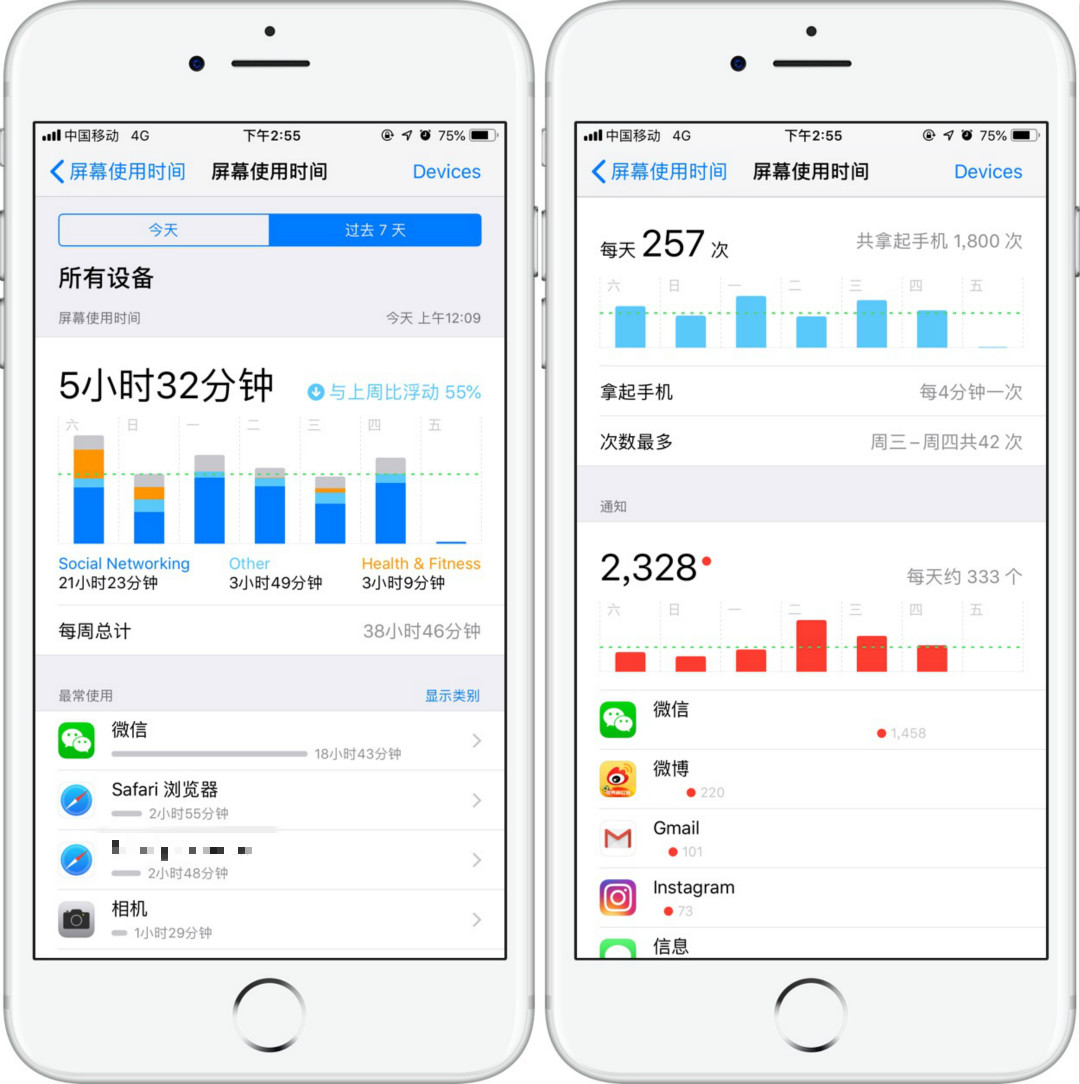 中国移动 4G 下午2:55 75%
屏幕使用时间 屏幕使用时间 Devices
今天 过去 7 天
所有设备
屏幕使用时间 今天 上午12:09
5小时32分钟 与上周比浮动 55%
六 日 一 二 三 四 五
Social Networking Other Health & Fitness
21小时23分钟 3小时49分钟 3小时9分钟
每周总计 38小时46分钟
最常使用 显示类别
微信
18小时43分钟
Safari 浏览器
2小时55分钟
2小时48分钟
相机
1小时29分钟
中国移动 4G 下午2:55 75%
屏幕使用时间 屏幕使用时间 Devices
每天 257 次 共拿起手机 1,800 次
六 日 一 二 三 四 五
拿起手机 每4分钟一次
次数最多 周三 – 周四共42 次
通知
2,328 每天约 333 个
六 日 一 二 三 四 五
微信
1,458
微博
220
Gmail
101
Instagram
73
信息